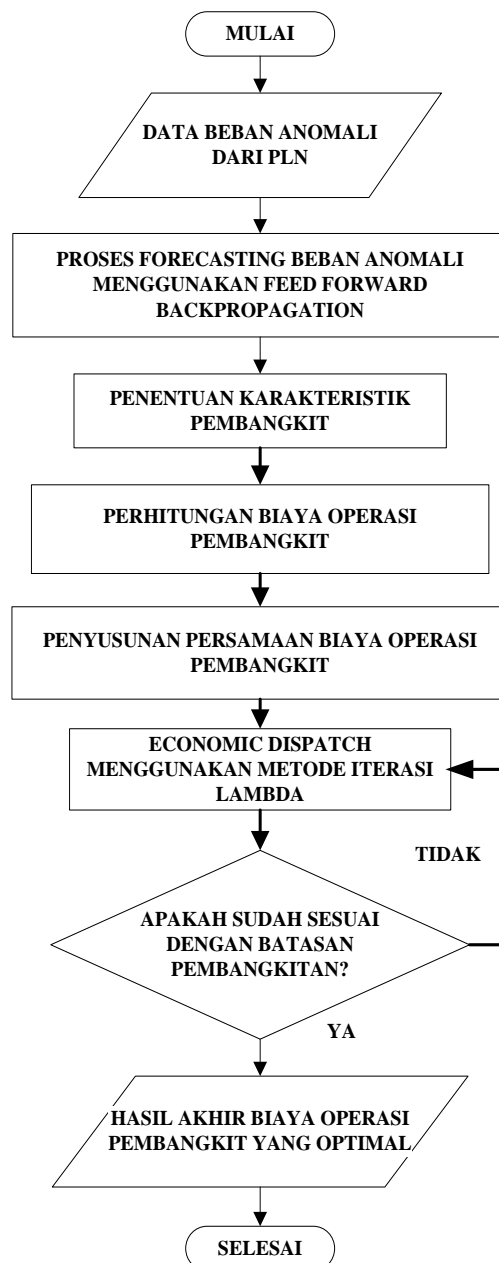 MULAI
DATA BEBAN ANOMALI
DARI PLN
PROSES FORECASTING BEBAN ANOMALI
MENGGUNAKAN FEED FORWARD
BACKPROPAGATION
PENENTUAN KARAKTERISTIK
PEMBANGKIT
PERHITUNGAN BIAYA OPERASI
PEMBANGKIT
PENYUSUNAN PERSAMAAN BIAYA OPERASI
PEMBANGKIT
ECONOMIC DISPATCH
MENGGUNAKAN METODE ITERASI
LAMBDA
TIDAK
APAKAH SUDAH SESUAI
DENGAN BATASAN
PEMBANGKITAN?
YA
HASIL AKHIR BIAYA OPERASI
PEMBANGKIT YANG OPTIMAL
SELESAI